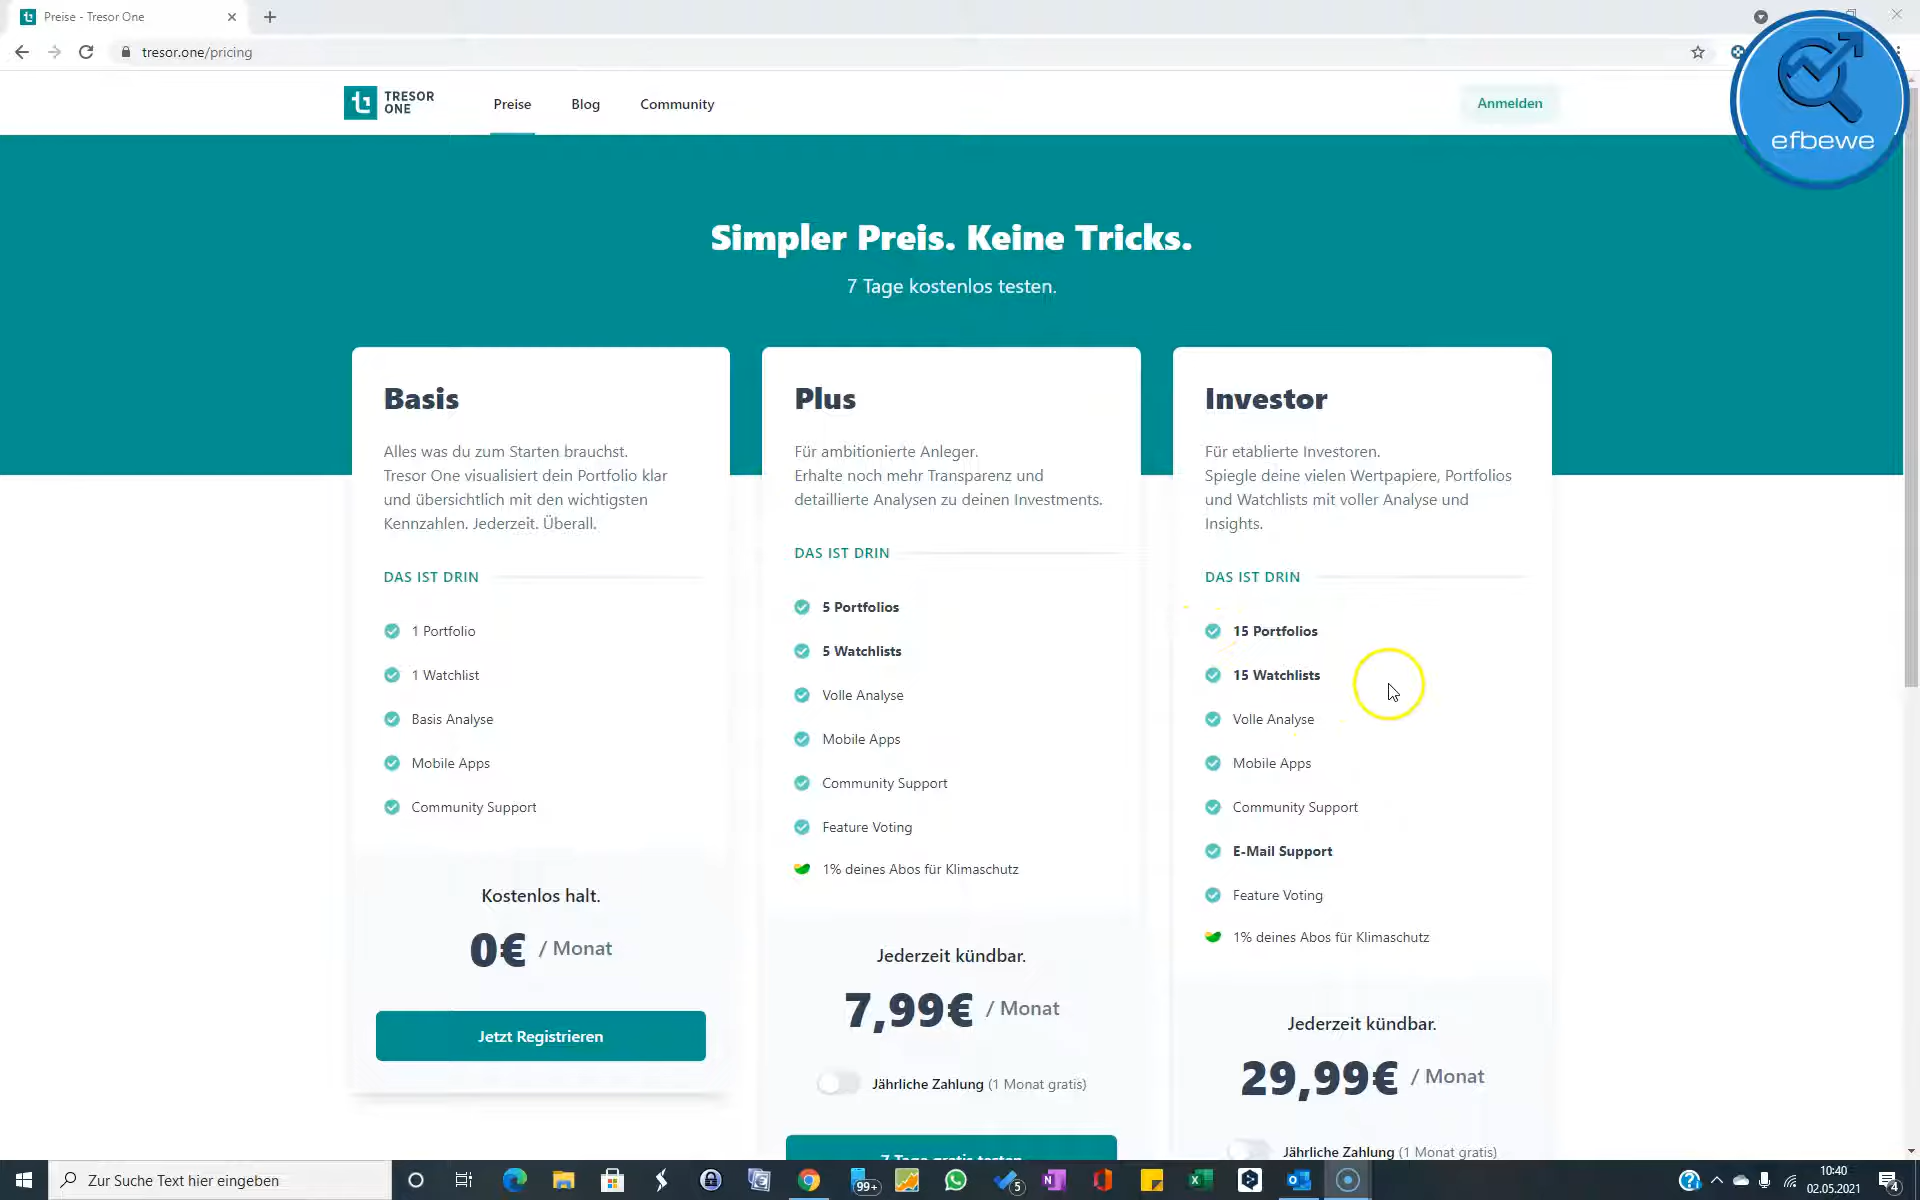 Preise - Tresor One
tresor.one/pricing
efbewe
TRESOR
ONE
Preise
Blog
Community
Anmelden
Simpler Preis. Keine Tricks.
7 Tage kostenlos testen.
Basis
Alles was du zum Starten brauchst.
Tresor One visualisiert dein Portfolio klar
und übersichtlich mit den wichtigsten
Kennzahlen. Jederzeit. Überall.
DAS IST DRIN
1 Portfolio
1 Watchlist
Basis Analyse
Mobile Apps
Community Support
Kostenlos halt.
0€ / Monat
Jetzt Registrieren
Plus
Für ambitionierte Anleger.
Erhalte noch mehr Transparenz und
detaillierte Analysen zu deinen Investments.
DAS IST DRIN
5 Portfolios
5 Watchlists
Volle Analyse
Mobile Apps
Community Support
Feature Voting
1% deines Abos für Klimaschutz
Jederzeit kündbar.
7,99€ / Monat
Jährliche Zahlung (1 Monat gratis)
7 Tage gratis testen
Investor
Für etablierte Investoren.
Spiegle deine vielen Wertpapiere, Portfolios
und Watchlists mit voller Analyse und
Insights.
DAS IST DRIN
15 Portfolios
15 Watchlists
Volle Analyse
Mobile Apps
Community Support
E-Mail Support
Feature Voting
1% deines Abos für Klimaschutz
Jederzeit kündbar.
29,99€ / Monat
Jährliche Zahlung (1 Monat gratis)
Zur Suche Text hier eingeben
99+
5
10:40
02.05.2021
4